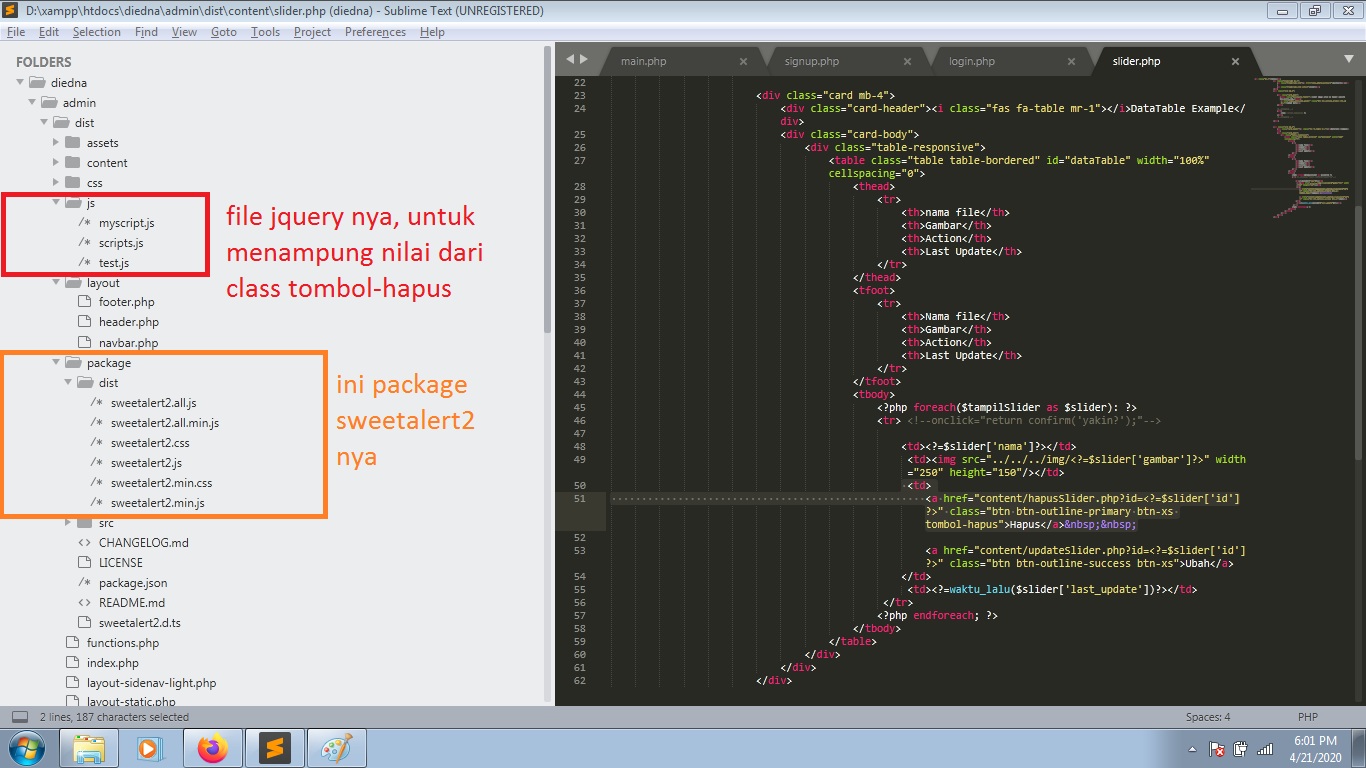 D:\xampp\htdocs\diedna\admin\dist\content\slider.php (diedna) - Sublime Text (UNREGISTERED)
File Edit Selection Find View Goto Tools Project Preferences Help
FOLDERS
diedna
admin
dist
assets
content
css
js
/* myscript.js
/* scripts.js
/* test.js
layout
footer.php
header.php
navbar.php
package
dist
/* sweetalert2.all.js
/* sweetalert2.all.min.js
/* sweetalert2.css
/* sweetalert2.js
/* sweetalert2.min.css
/* sweetalert2.min.js
src
<> CHANGELOG.md
LICENSE
/* package.json
<> README.md
sweetalert2.d.ts
functions.php
index.php
layout-sidenav-light.php
layout-static.php
file jquery nya, untuk
menampung nilai dari
class tombol-hapus
ini package
sweetalert2
nya
main.php signup.php login.php slider.php
22
23 <div class="card mb-4">
24 <div class="card-header"><i class="fas fa-table mr-1"></i>DataTable Example</
div>
25 <div class="card-body">
26 <div class="table-responsive">
27 <table class="table table-bordered" id="dataTable" width="100%"
cellspacing="0">
28 <thead>
29 <tr>
30 <th>nama file</th>
31 <th>Gambar</th>
32 <th>Action</th>
33 <th>Last Update</th>
34 </tr>
35 </thead>
36 <tfoot>
37 <tr>
38 <th>Nama file</th>
39 <th>Gambar</th>
40 <th>Action</th>
41 <th>Last Update</th>
42 </tr>
43 </tfoot>
44 <tbody>
45 <?php foreach($tampilSlider as $slider): ?>
46 <tr> <!--onclick="return confirm('yakin?');"-->
47
48 <td><?=$slider['nama']?></td>
49 <td><img src="../../../img/<?=$slider['gambar']?>" width
="250" height="150"/></td>
50 <td>
51 <a href="content/hapusSlider.php?id=<?=$slider['id']
?>" class="btn btn-outline-primary btn-xs
tombol-hapus">Hapus</a>&nbsp;&nbsp;
52
53 <a href="content/updateSlider.php?id=<?=$slider['id']
?>" class="btn btn-outline-success btn-xs">Ubah</a>
54 </td>
55 <td><?=waktu_lalu($slider['last_update'])?></td>
56 </tr>
57 <?php endforeach; ?>
58 </tbody>
59 </table>
60 </div>
61 </div>
62 </div>
2 lines, 187 characters selected
Spaces: 4 PHP
6:01 PM
4/21/2020